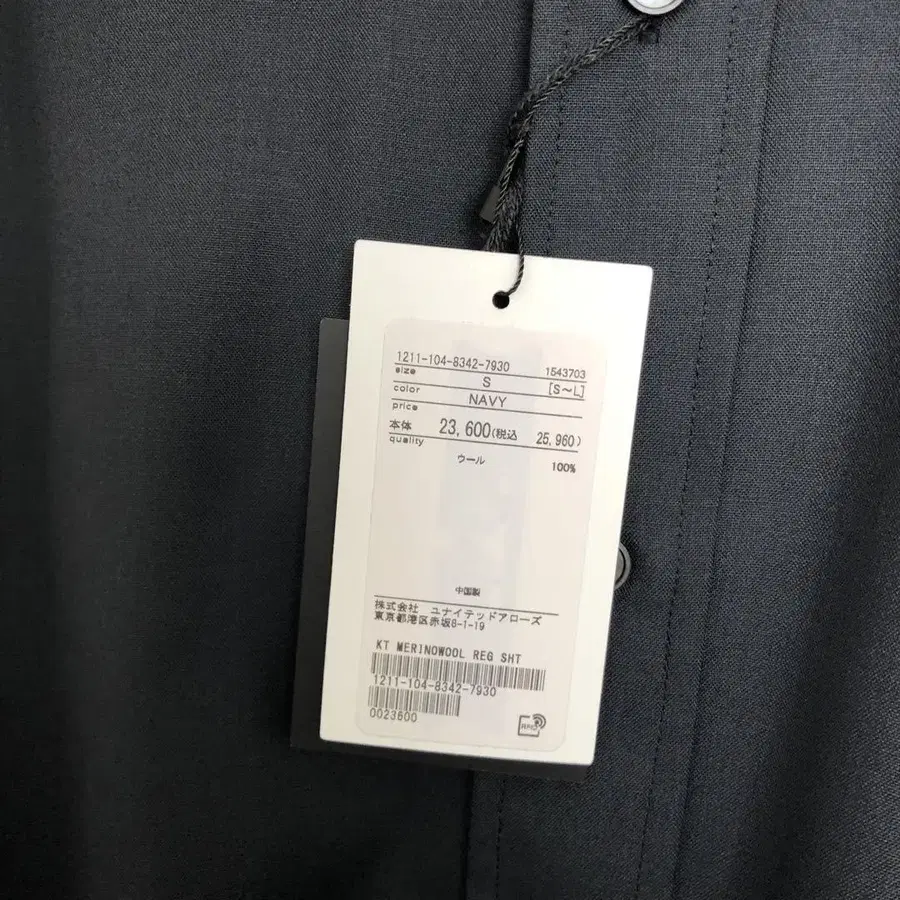 1211-104-8342-7930 1543703
size S [S～L]
color NAVY
price
本体 23,600(税込 25,960)
quality
ウール 100%
中国製
株式会社 ユナイテッドアローズ
東京都港区赤坂8-1-19
KT MERINOWOOL REG SHT
1211-104-8342-7930
0023600
RFID